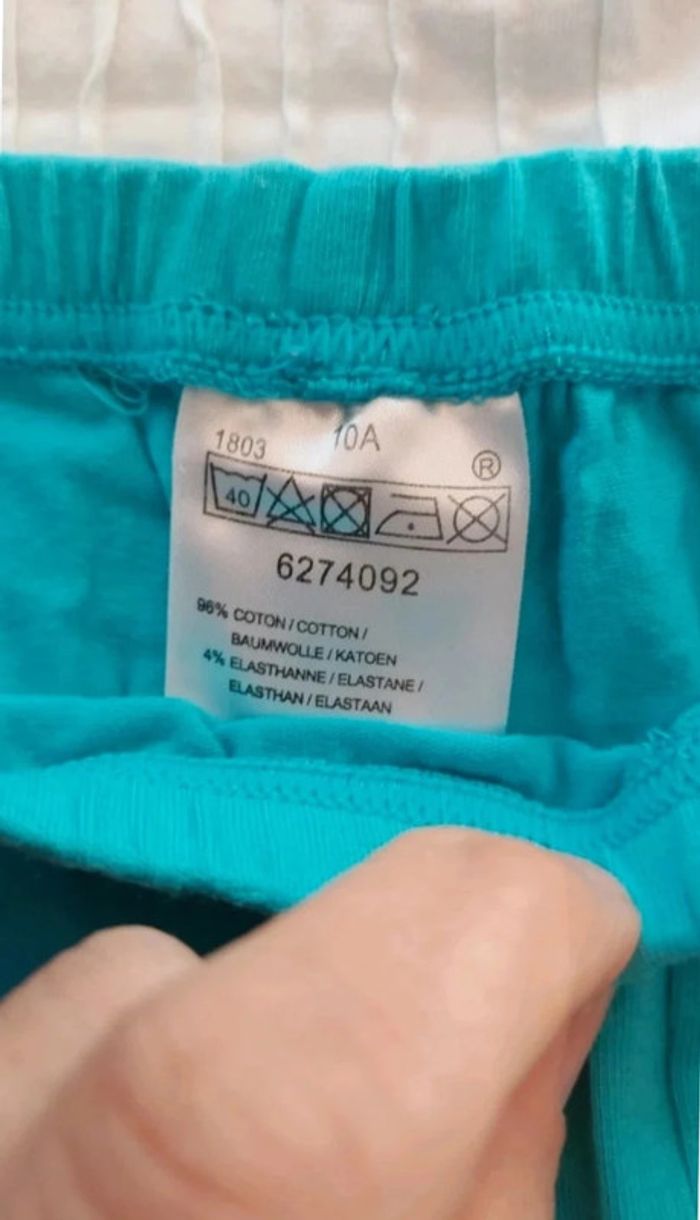 1803 10A
®
40
6274092
96% COTON / COTTON /
BAUMWOLLE / KATOEN
4% ELASTHANNE / ELASTANE /
ELASTHAN / ELASTAAN